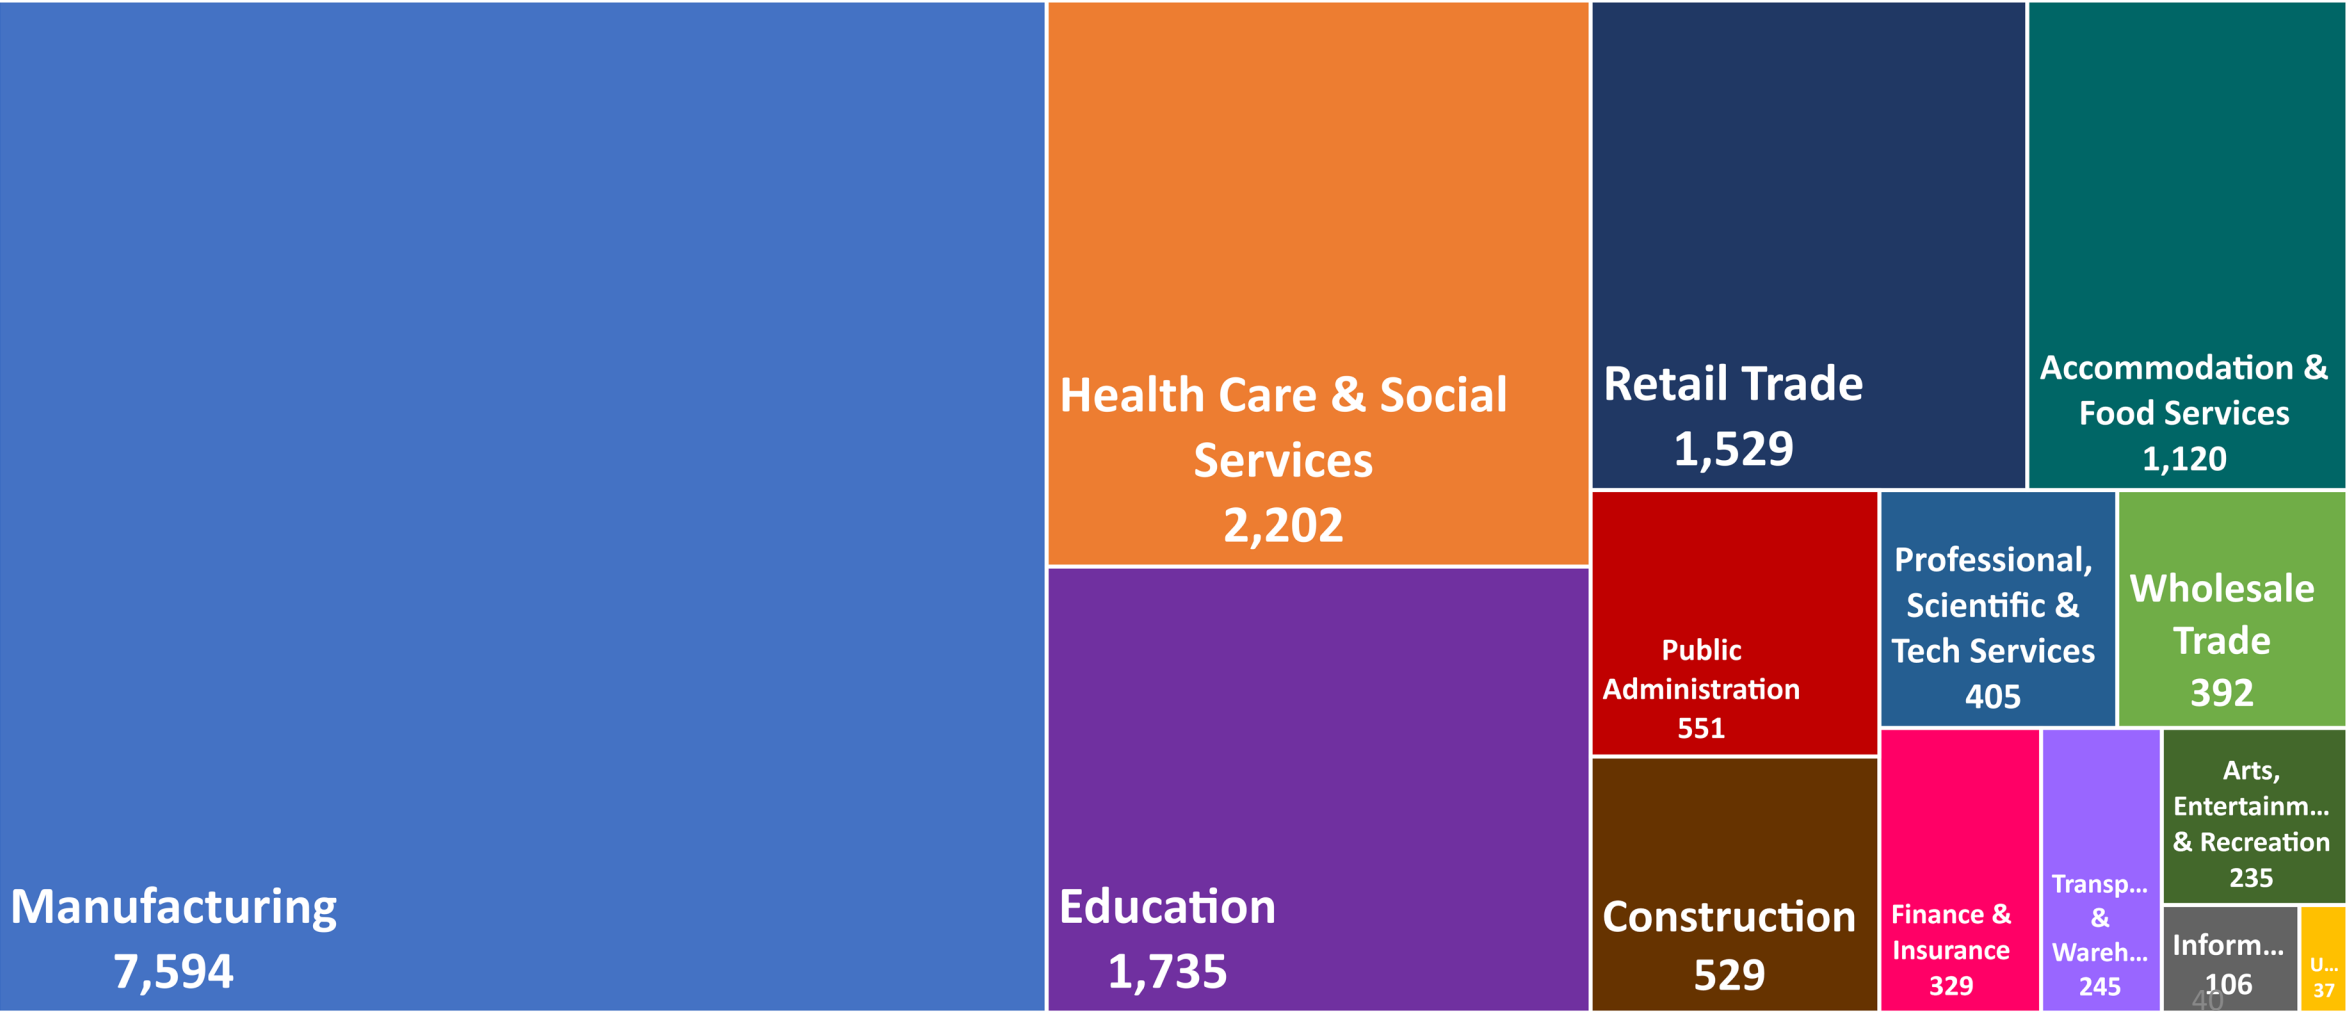 Manufacturing
7,594
Health Care & Social
Services
2,202
Education
1,735
Retail Trade
1,529
Accommodation &
Food Services
1,120
Public
Administration
551
Construction
529
Professional,
Scientific &
Tech Services
405
Wholesale
Trade
392
Finance &
Insurance
329
Transp...
&
Wareh...
245
Arts,
Entertainm...
& Recreation
235
Inform...
106
40
U...
37